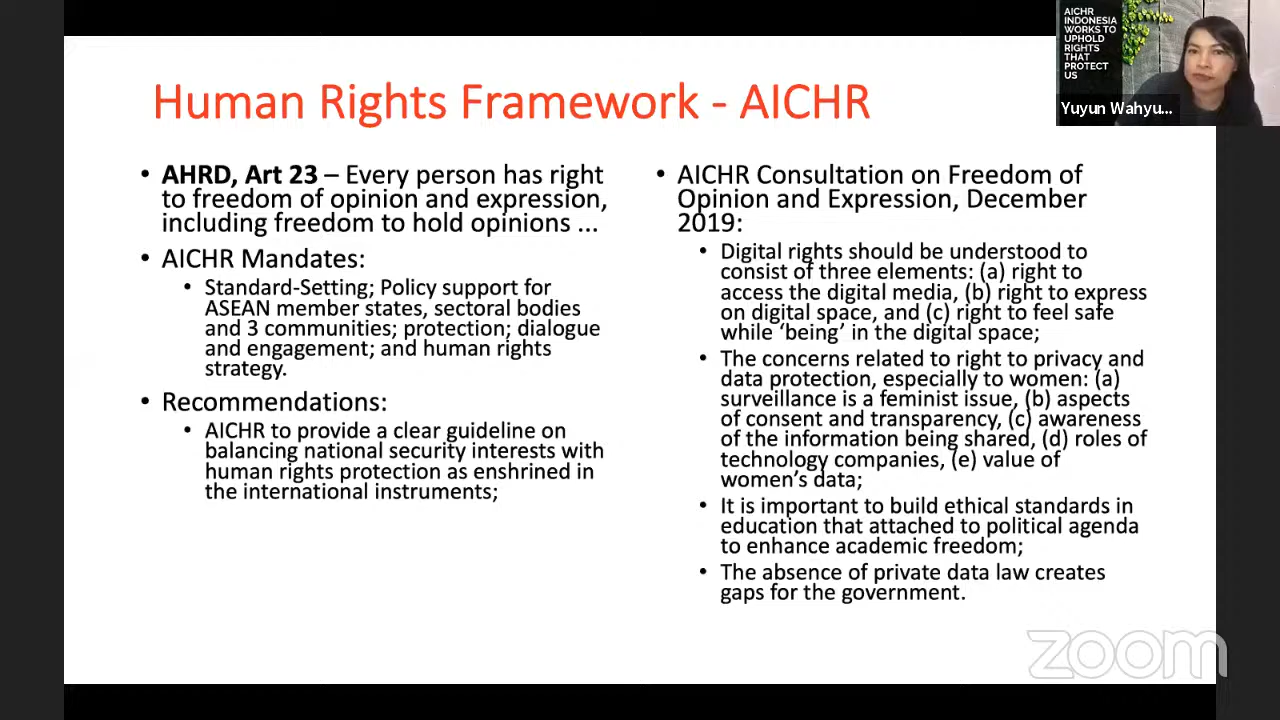 Human Rights Framework - AICHR
• AHRD, Art 23 – Every person has right
to freedom of opinion and expression,
including freedom to hold opinions ...
• AICHR Mandates:
• Standard-Setting; Policy support for
ASEAN member states, sectoral bodies
and 3 communities; protection; dialogue
and engagement; and human rights
strategy.
• Recommendations:
• AICHR to provide a clear guideline on
balancing national security interests with
human rights protection as enshrined in
the international instruments;
• AICHR Consultation on Freedom of
Opinion and Expression, December
2019:
• Digital rights should be understood to
consist of three elements: (a) right to
access the digital media, (b) right to express
on digital space, and (c) right to feel safe
while ‘being’ in the digital space;
• The concerns related to right to privacy and
data protection, especially to women: (a)
surveillance is a feminist issue, (b) aspects
of consent and transparency, (c) awareness
of the information being shared, (d) roles of
technology companies, (e) value of
women’s data;
• It is important to build ethical standards in
education that attached to political agenda
to enhance academic freedom;
• The absence of private data law creates
gaps for the government.
AICHR
INDONESIA
WORKS TO
UPHOLD
RIGHTS
THAT
PROTECT
US
Yuyun Wahyu...
zoom